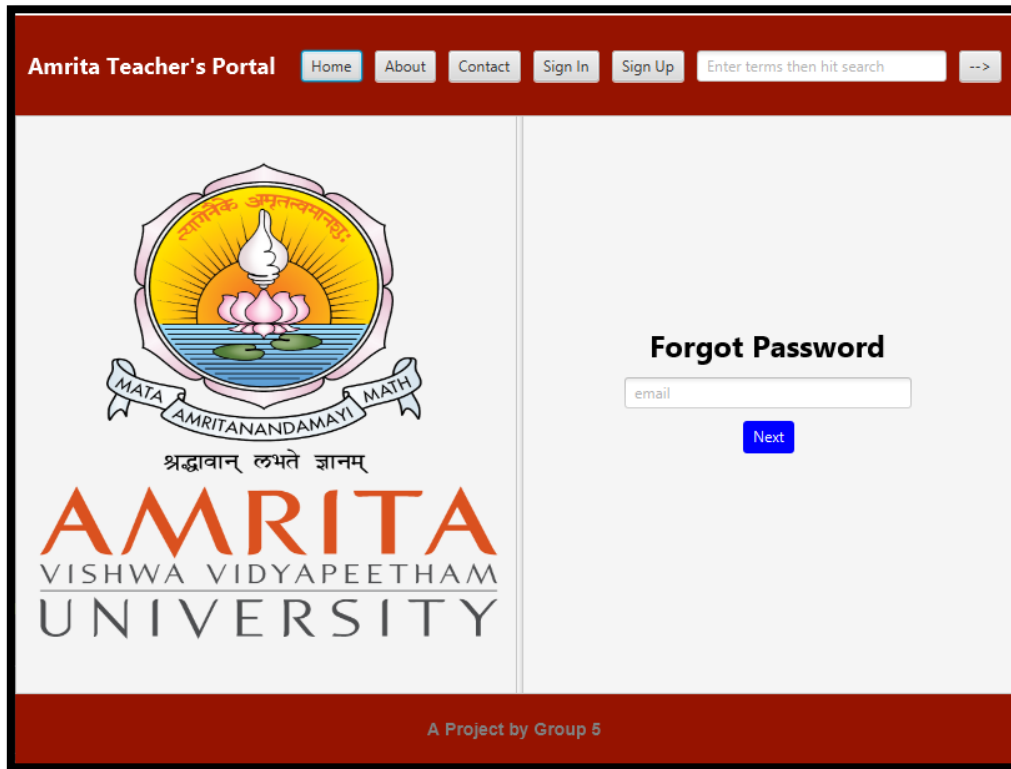 Amrita Teacher's Portal Home About Contact Sign In Sign Up Enter terms then hit search -->
त्यागेनैके अमृतत्वमानशुः
MATA AMRITANANDAMAYI MATH
श्रद्धावान् लभते ज्ञानम्
AMRITA
VISHWA VIDYAPEETHAM
UNIVERSITY
Forgot Password
email
Next
A Project by Group 5